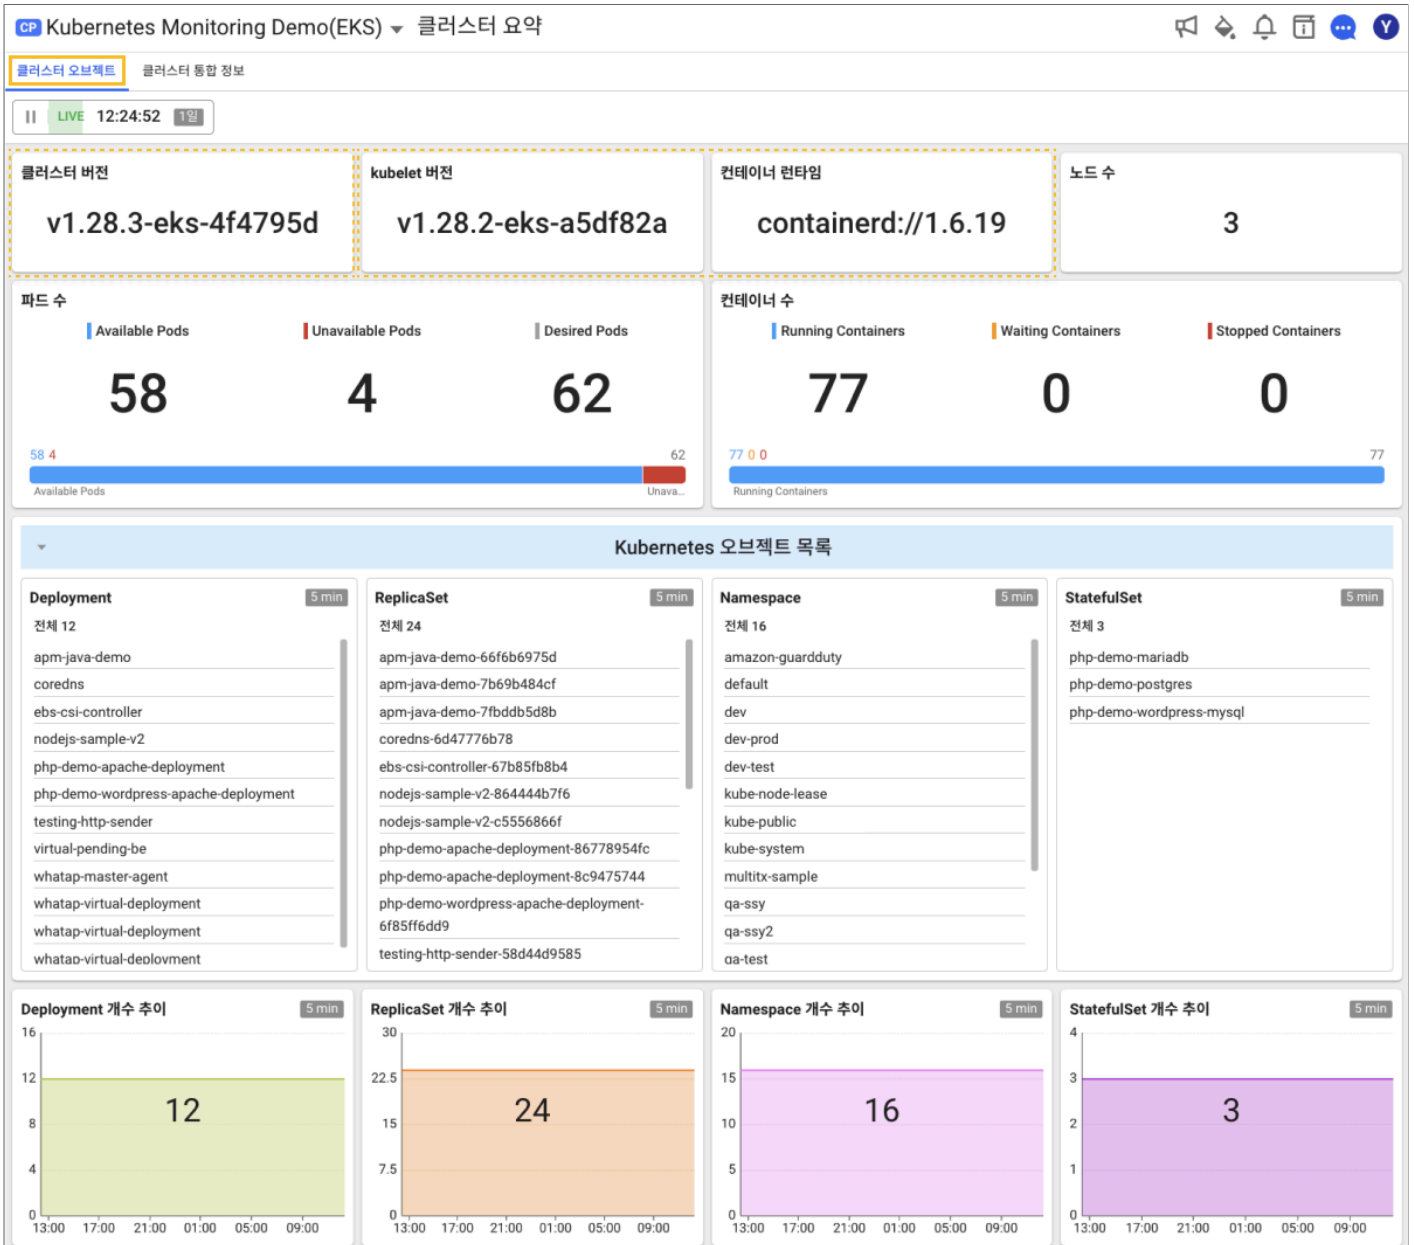 CP Kubernetes Monitoring Demo(EKS) 클러스터 요약
Y
클러스터 오브젝트 클러스터 통합 정보
LIVE 12:24:52 1일
클러스터 버전
v1.28.3-eks-4f4795d
kubelet 버전
v1.28.2-eks-a5df82a
컨테이너 런타임
containerd://1.6.19
노드 수
3
파드 수
Available Pods Unavailable Pods Desired Pods
58 4 62
58 4 62
Available Pods Unava...
컨테이너 수
Running Containers Waiting Containers Stopped Containers
77 0 0
77 0 0 77
Running Containers
Kubernetes 오브젝트 목록
Deployment 5 min
전체 12
apm-java-demo
coredns
ebs-csi-controller
nodejs-sample-v2
php-demo-apache-deployment
php-demo-wordpress-apache-deployment
testing-http-sender
virtual-pending-be
whatap-master-agent
whatap-virtual-deployment
whatap-virtual-deployment
whatap-virtual-deployment
ReplicaSet 5 min
전체 24
apm-java-demo-66f6b6975d
apm-java-demo-7b69b484cf
apm-java-demo-7fbddb5d8b
coredns-6d47776b78
ebs-csi-controller-67b85fb8b4
nodejs-sample-v2-864444b7f6
nodejs-sample-v2-c5556866f
php-demo-apache-deployment-86778954fc
php-demo-apache-deployment-8c9475744
php-demo-wordpress-apache-deployment-
6f85ff6dd9
testing-http-sender-58d44d9585
Namespace 5 min
전체 16
amazon-guardduty
default
dev
dev-prod
dev-test
kube-node-lease
kube-public
kube-system
multitx-sample
qa-ssy
qa-ssy2
qa-test
StatefulSet 5 min
전체 3
php-demo-mariadb
php-demo-postgres
php-demo-wordpress-mysql
Deployment 개수 추이 5 min
16
12
8
4
0
12
13:00 17:00 21:00 01:00 05:00 09:00
ReplicaSet 개수 추이 5 min
30
22.5
15
7.5
0
24
13:00 17:00 21:00 01:00 05:00 09:00
Namespace 개수 추이 5 min
20
15
10
5
0
16
13:00 17:00 21:00 01:00 05:00 09:00
StatefulSet 개수 추이 5 min
4
3
2
1
0
3
13:00 17:00 21:00 01:00 05:00 09:00